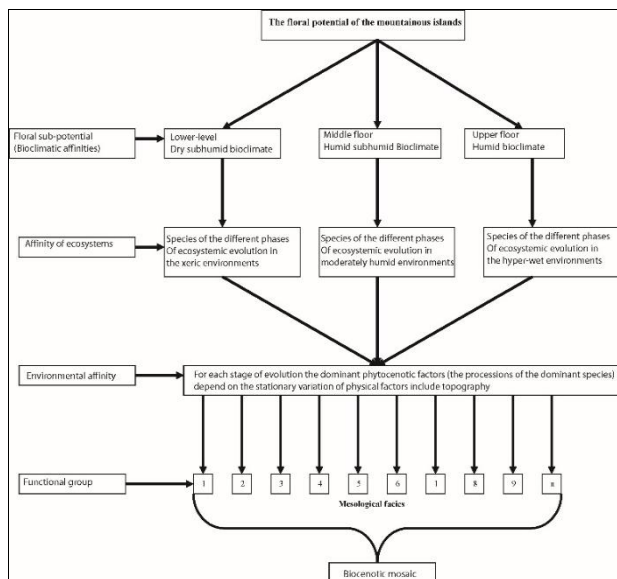 The floral potential of the mountainous islands
Floral sub-potential
(Bioclimatic affinities)
Lower-level
Dry subhumid bioclimate
Middle floor
Humid subhumid Bioclimate
Upper floor
Humid bioclimate
Affinity of ecosystems
Species of the different phases
Of ecosystemic evolution in
the xeric environments
Species of the different phases
Of ecosystemic evolution in
moderately humid environments
Species of the different phases
Of ecosystemic evolution in
the hyper-wet environments
Environmental affinity
For each stage of evolution the dominant phytocenotic factors (the processions of the dominant species)
depend on the stationary variation of physical factors include topography
Functional group
1 2 3 4 5 6 1 8 9 n
Mesological facies
Biocenotic mosaic